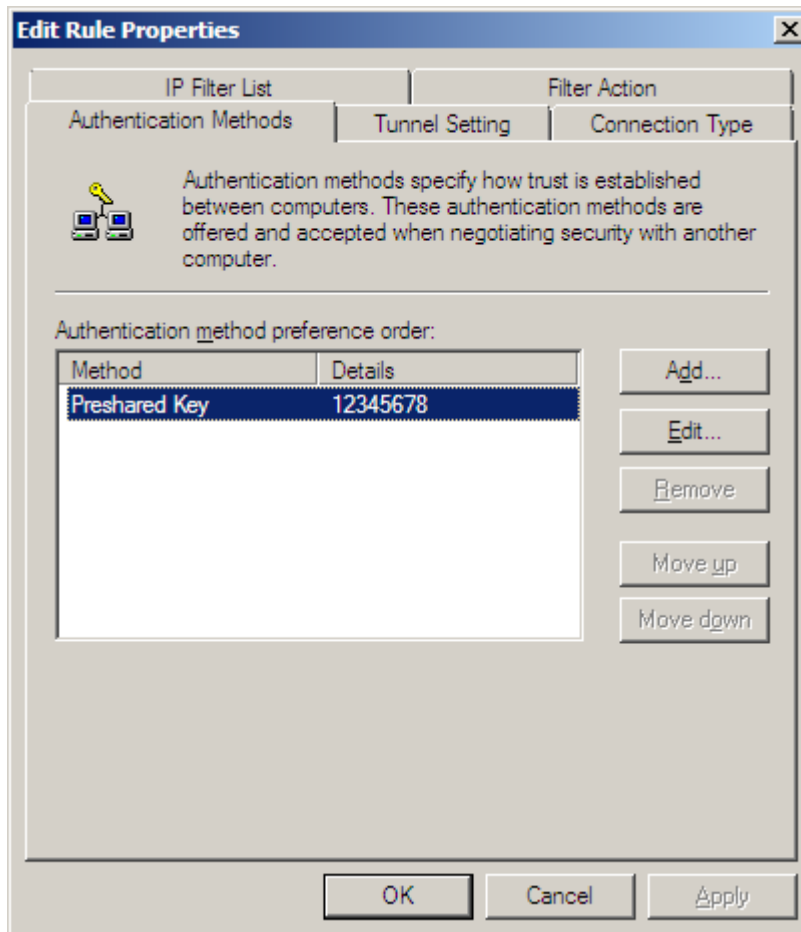 Edit Rule Properties
IP Filter List
Filter Action
Authentication Methods
Tunnel Setting
Connection Type
Authentication methods specify how trust is established
between computers. These authentication methods are
offered and accepted when negotiating security with another
computer.
Authentication method preference order:
Method Details
Preshared Key 12345678
Add...
Edit...
Remove
Move up
Move down
OK
Cancel
Apply